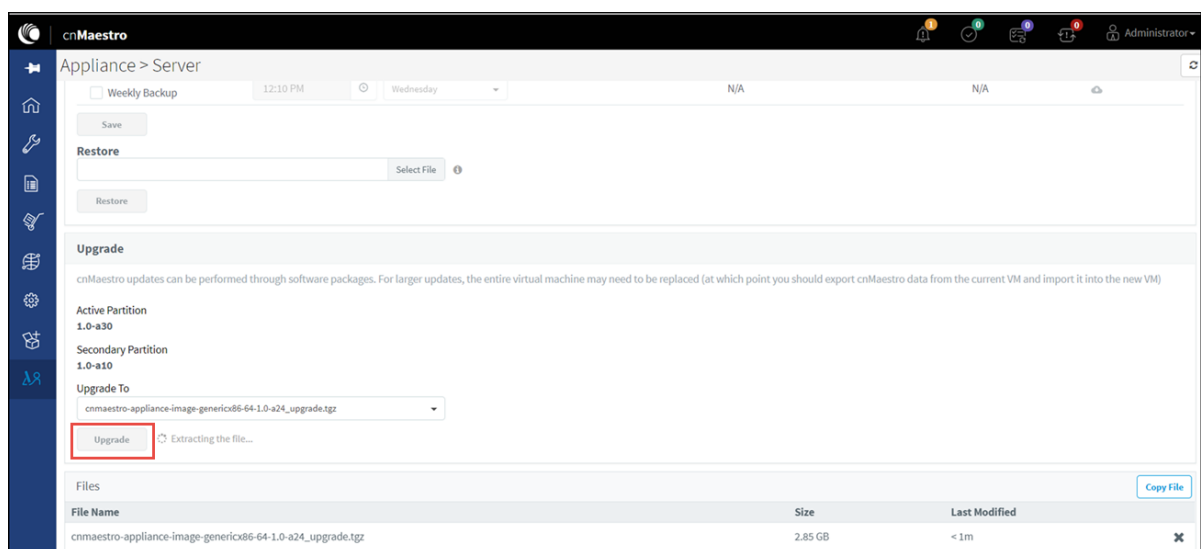 cnMaestro
1
0
0
0
Administrator
Appliance > Server
Weekly Backup 12:10 PM Wednesday N/A N/A
Save
Restore
Select File
Restore
Upgrade
cnMaestro updates can be performed through software packages. For larger updates, the entire virtual machine may need to be replaced (at which point you should export cnMaestro data from the current VM and import it into the new VM)
Active Partition
1.0-a30
Secondary Partition
1.0-a10
Upgrade To
cnmaestro-appliance-image-genericx86-64-1.0-a24_upgrade.tgz
Upgrade Extracting the file...
Files Copy File
File Name Size Last Modified
cnmaestro-appliance-image-genericx86-64-1.0-a24_upgrade.tgz 2.85 GB < 1m